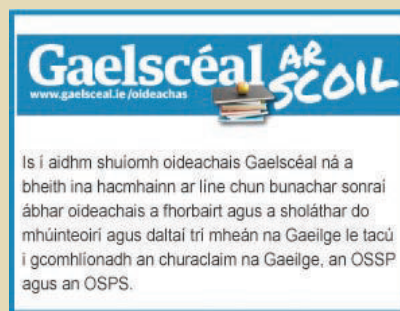 Gaelscéal AR SCOIL
www.gaelsceal.ie/oideachas
Is í aidhm shuíomh oideachais Gaelscéal ná a
bheith ina hacmhainn ar líne chun bunachar sonraí
ábhar oideachais a fhorbairt agus a sholáthar do
mhúinteoirí agus daltaí trí mheán na Gaeilge le tacú
i gcomhlíonadh an churaclaim na Gaeilge, an OSSP
agus an OSPS.